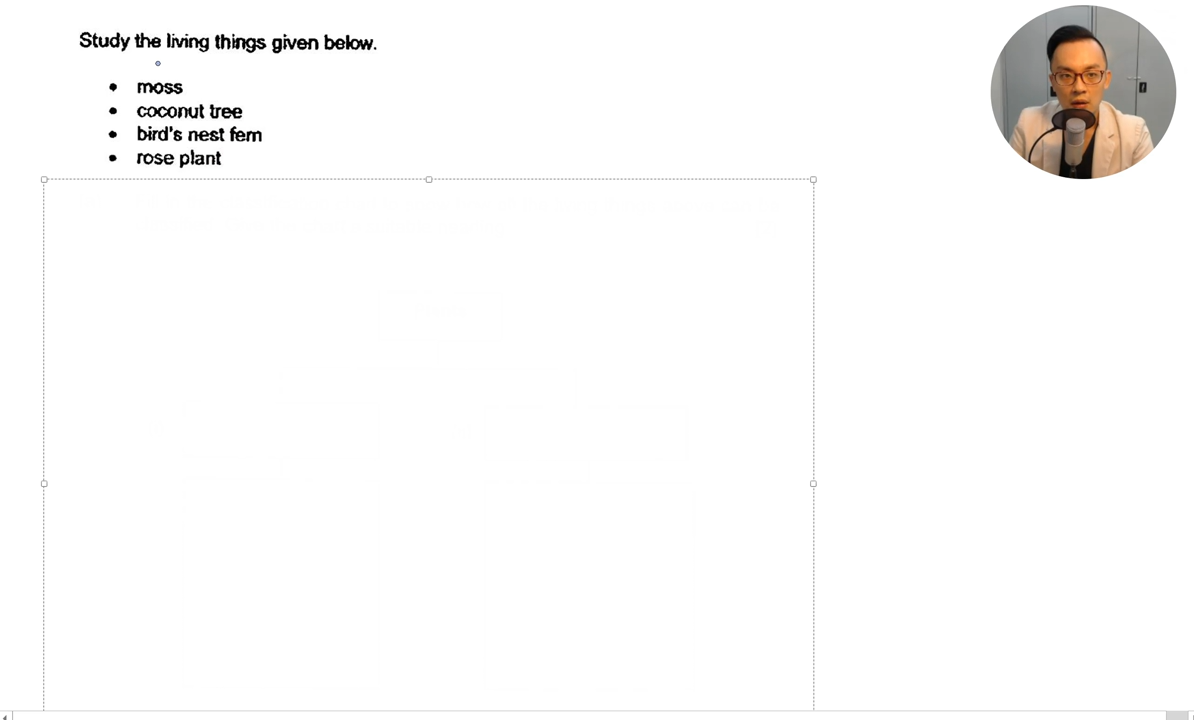 Study the living things given below.
• moss
• coconut tree
• bird's nest fern
• rose plant